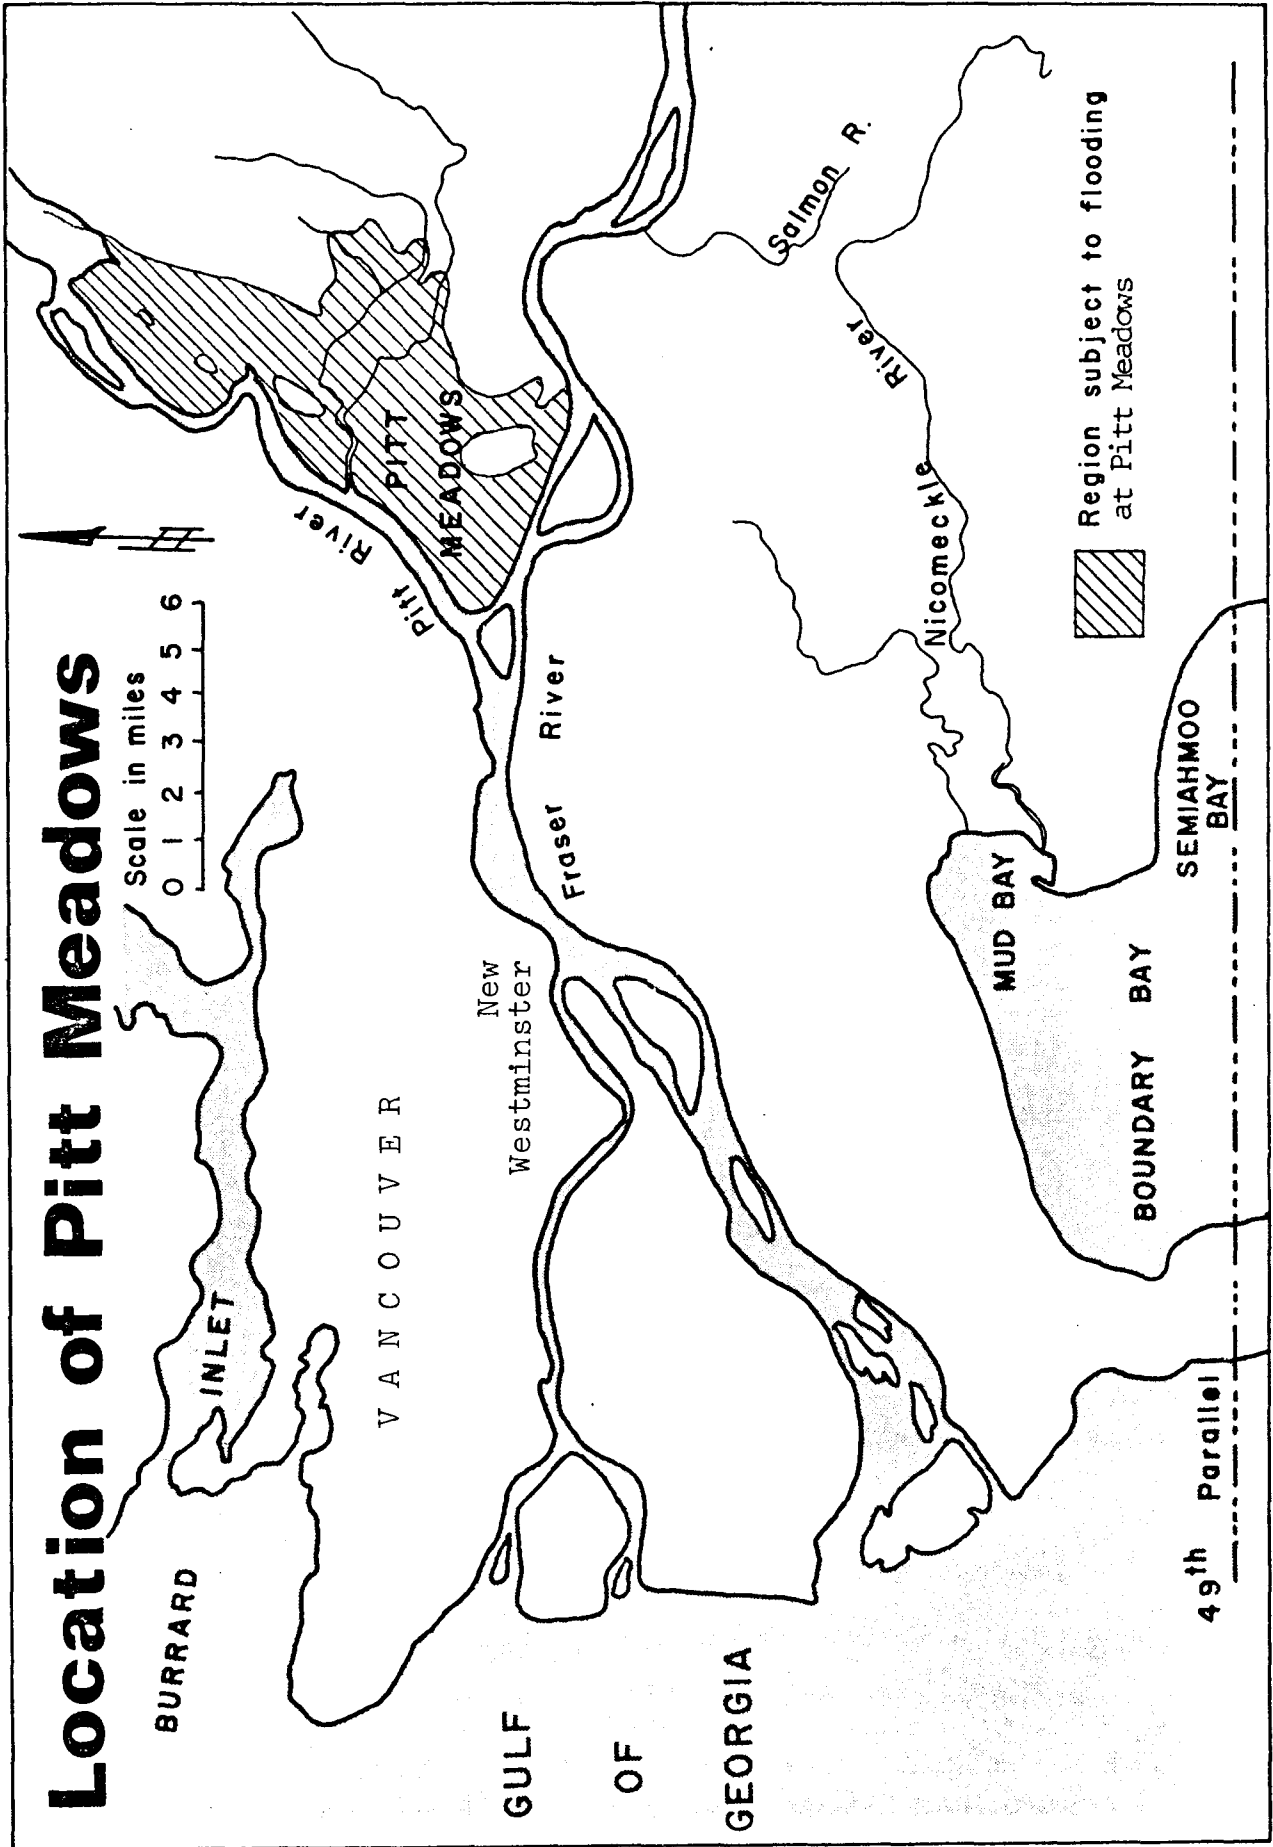 Location of Pitt Meadows
Scale in miles
0 1 2 3 4 5 6
BURRARD
INLET
VANCOUVER
New
Westminster
Pitt River
PITT
MEADOWS
Fraser River
GULF
OF
GEORGIA
Salmon R.
Nicomeckle River
MUD BAY
BOUNDARY BAY
SEMIAHMOO
BAY
Region subject to flooding
at Pitt Meadows
49th Parallel